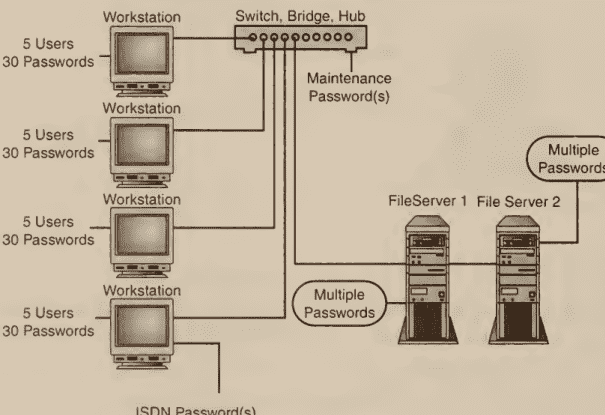 Workstation
Switch, Bridge, Hub
5 Users
30 Passwords
Maintenance
Password(s)
Workstation
5 Users
30 Passwords
Multiple
Passwords
Workstation
FileServer 1
File Server 2
5 Users
30 Passwords
Workstation
Multiple
Passwords
5 Users
30 Passwords
ISDN Password(s)